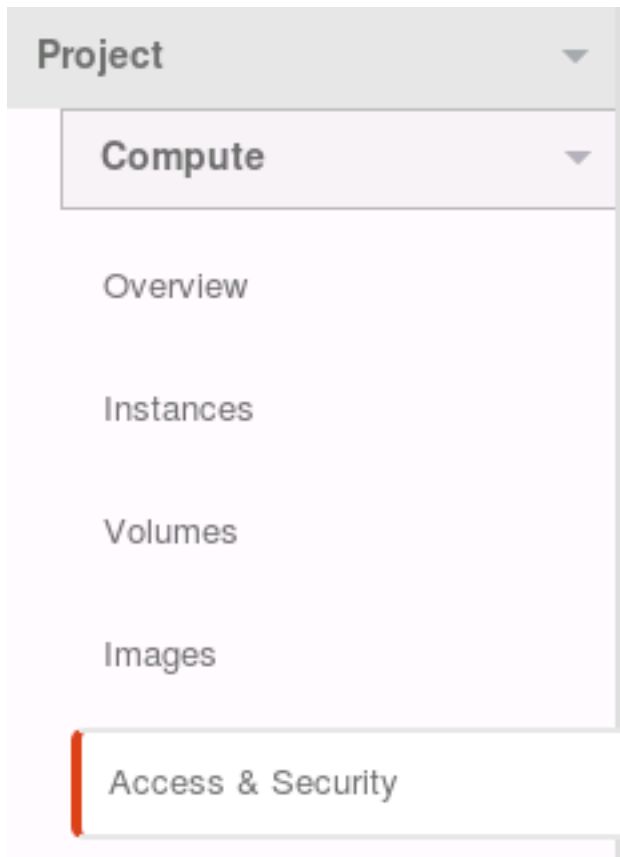 Project
Compute
Overview
Instances
Volumes
Images
Access & Security